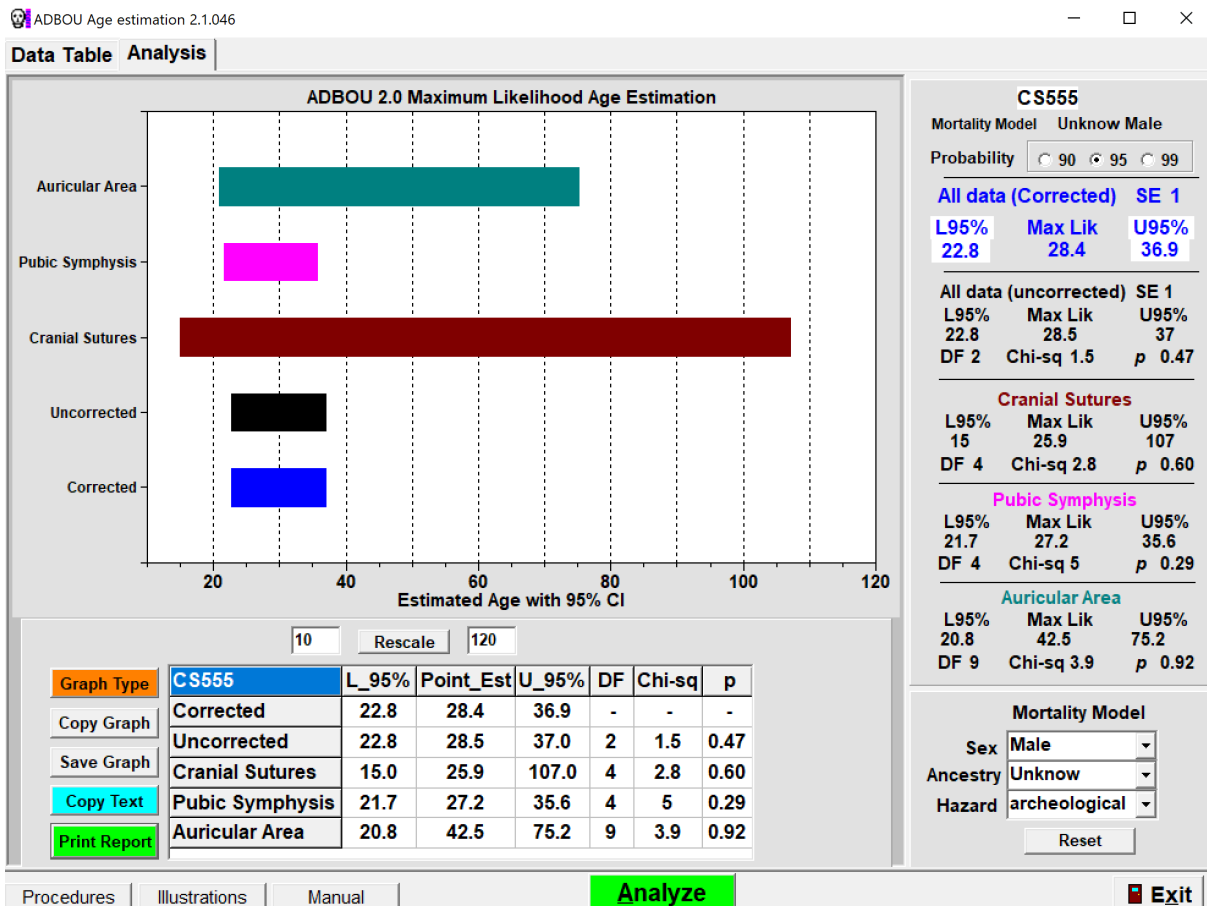 ADBOU Age estimation 2.1.046
Data Table Analysis
ADBOU 2.0 Maximum Likelihood Age Estimation
Auricular Area
Pubic Symphysis
Cranial Sutures
Uncorrected
Corrected
20 40 60 80 100 120
Estimated Age with 95% CI
10 Rescale 120
Graph Type
Copy Graph
Save Graph
Copy Text
Print Report
CS555 L_95% Point_Est U_95% DF Chi-sq p
Corrected 22.8 28.4 36.9 - - -
Uncorrected 22.8 28.5 37.0 2 1.5 0.47
Cranial Sutures 15.0 25.9 107.0 4 2.8 0.60
Pubic Symphysis 21.7 27.2 35.6 4 5 0.29
Auricular Area 20.8 42.5 75.2 9 3.9 0.92
CS555
Mortality Model Unknow Male
Probability 90 95 99
All data (Corrected) SE 1
L95% Max Lik U95%
22.8 28.4 36.9
All data (uncorrected) SE 1
L95% Max Lik U95%
22.8 28.5 37
DF 2 Chi-sq 1.5 p 0.47
Cranial Sutures
L95% Max Lik U95%
15 25.9 107
DF 4 Chi-sq 2.8 p 0.60
Pubic Symphysis
L95% Max Lik U95%
21.7 27.2 35.6
DF 4 Chi-sq 5 p 0.29
Auricular Area
L95% Max Lik U95%
20.8 42.5 75.2
DF 9 Chi-sq 3.9 p 0.92
Mortality Model
Sex Male
Ancestry Unknow
Hazard archeological
Reset
Procedures Illustrations Manual Analyze Exit